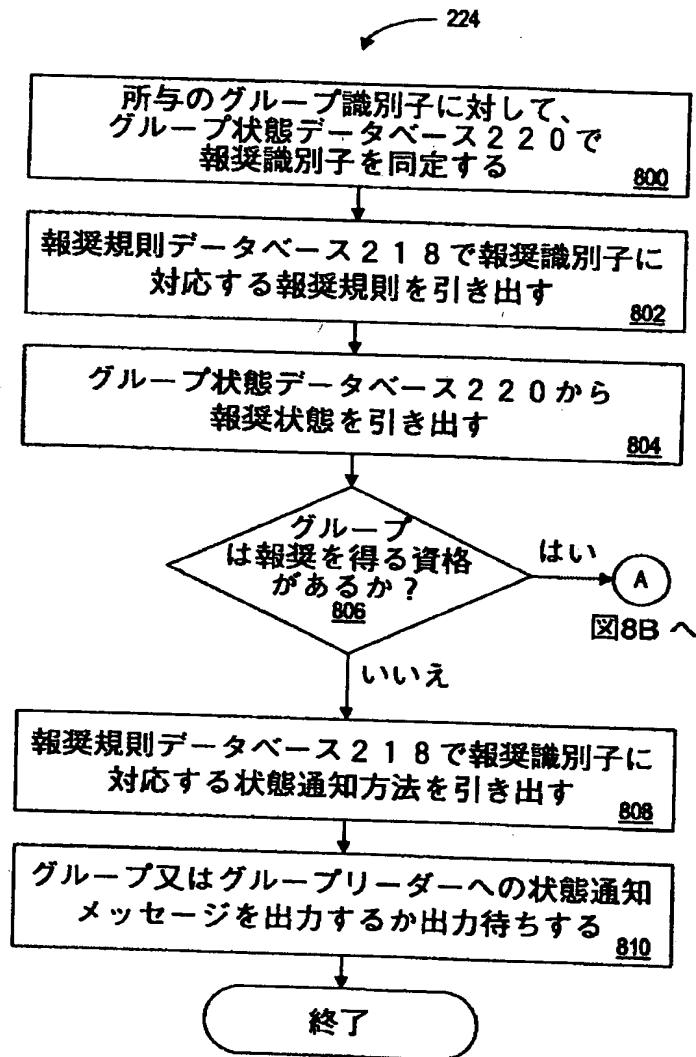 224
所与のグループ識別子に対して、
グループ状態データベース２２０で
報奨識別子を同定する
800
報奨規則データベース２１８で報奨識別子に
対応する報奨規則を引き出す
802
グループ状態データベース２２０から
報奨状態を引き出す
804
グループ
は報奨を得る資格
があるか？
806
はい
A
図8B へ
いいえ
報奨規則データベース２１８で報奨識別子に
対応する状態通知方法を引き出す
808
グループ又はグループリーダーへの状態通知
メッセージを出力するか出力待ちする
810
終了